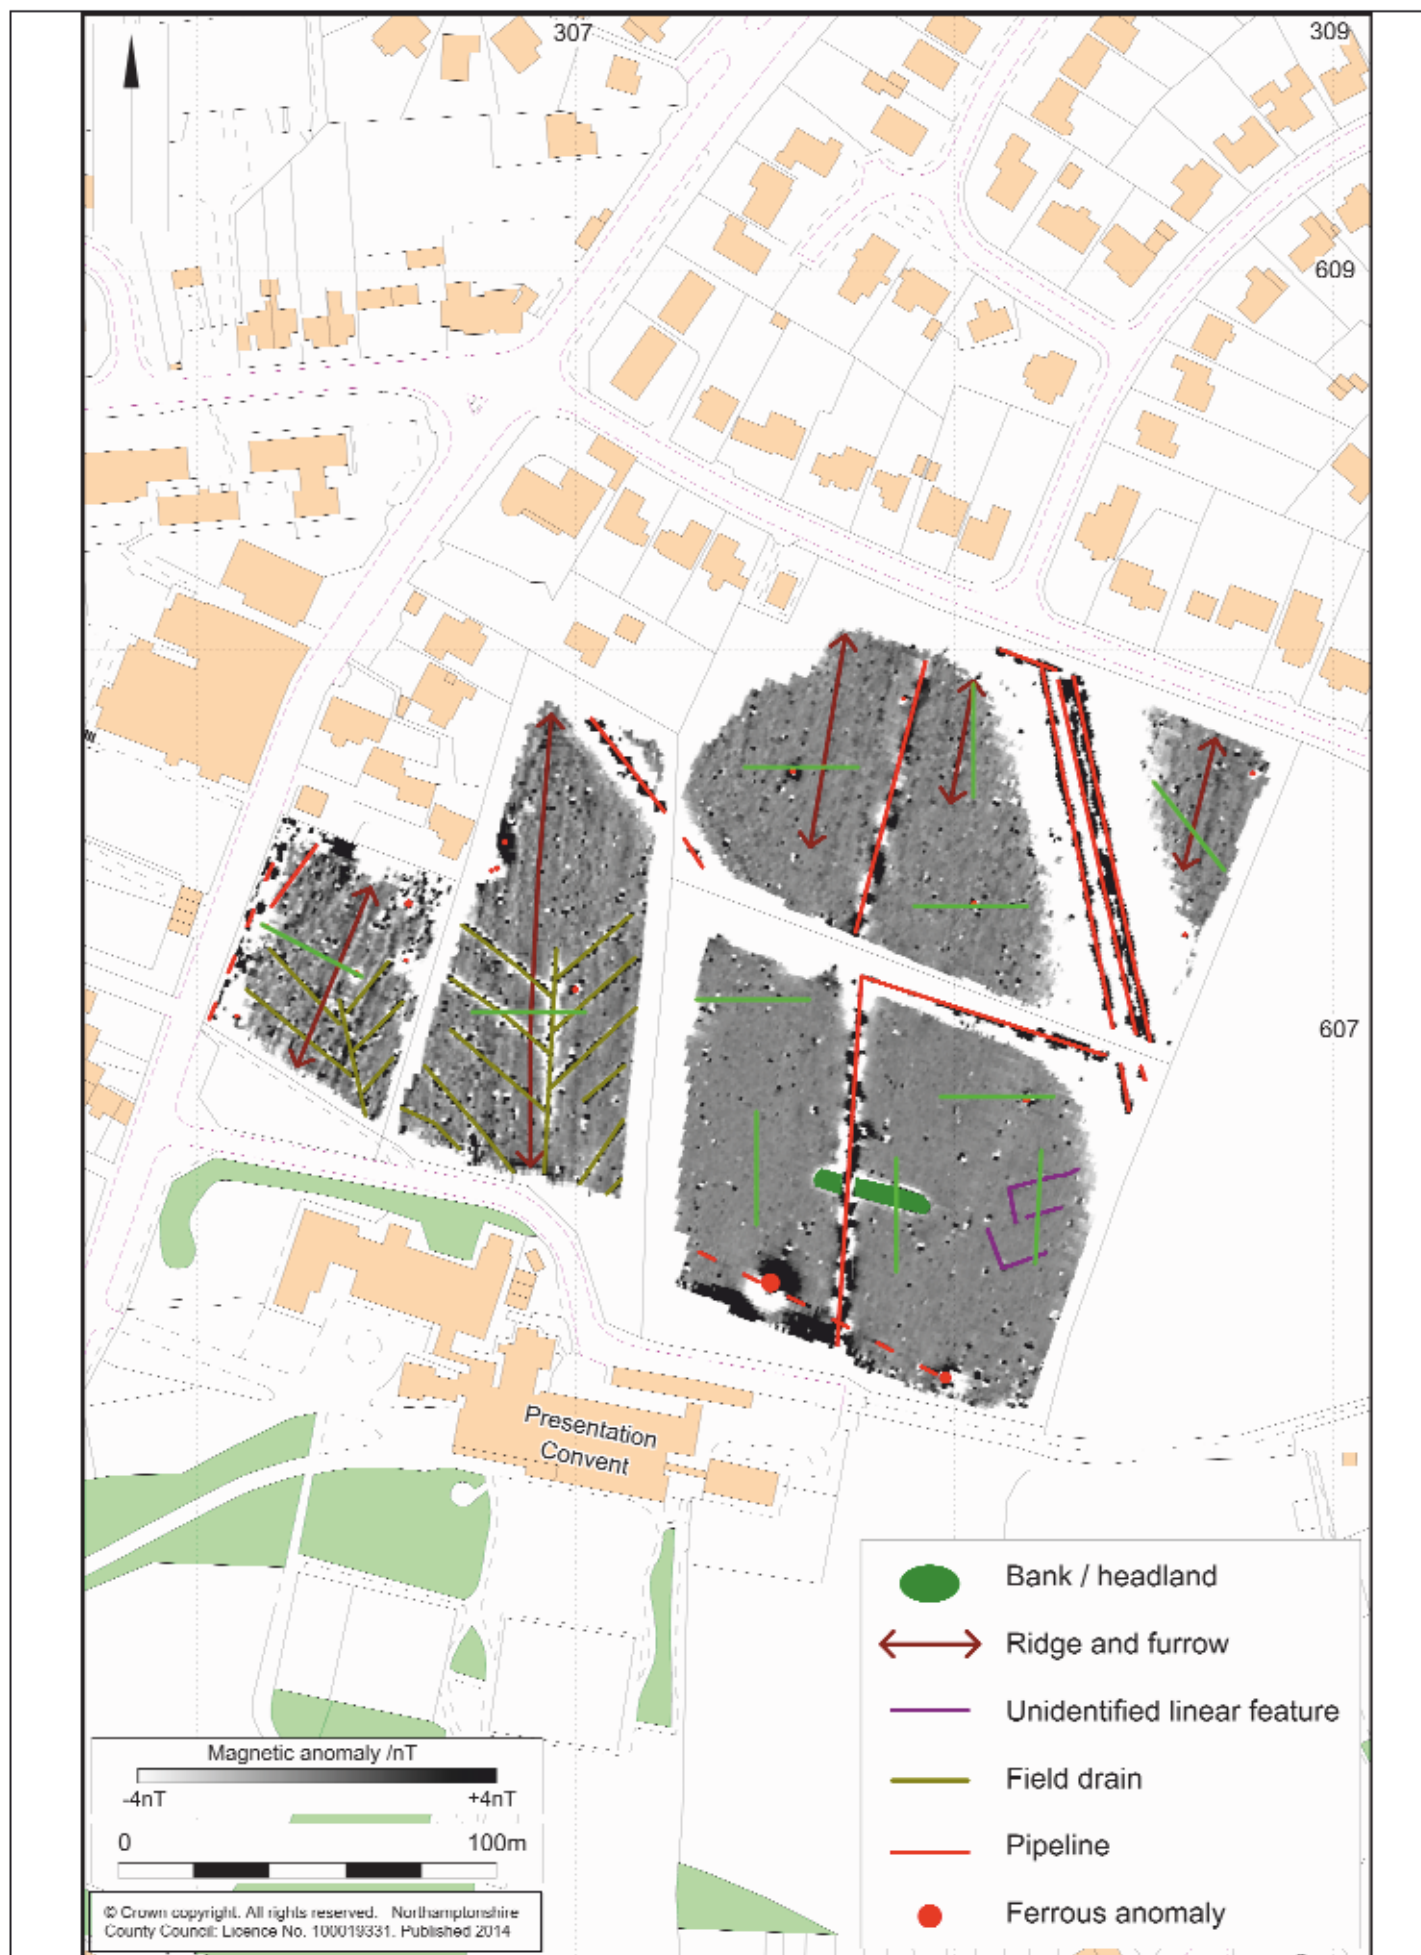 307
309
609
607
Presentation
Convent
Bank / headland
Ridge and furrow
Unidentified linear feature
Field drain
Pipeline
Ferrous anomaly
Magnetic anomaly /nT
-4nT +4nT
0 100m
© Crown copyright. All rights reserved. Northamptonshire
County Council: Licence No. 100019331. Published 2014